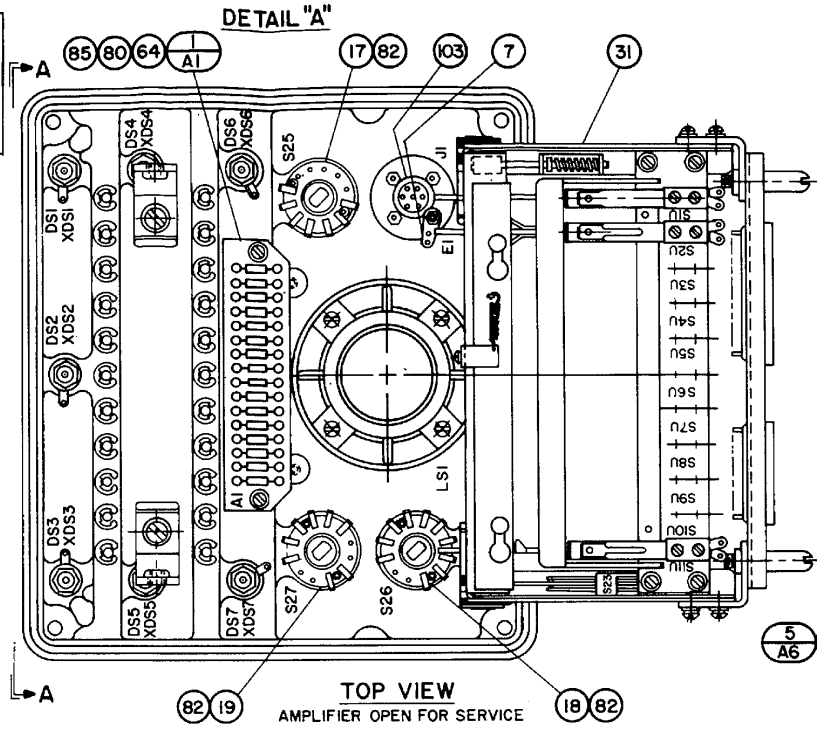 DETAIL "A"
85 80 64 1 A1
17 82
103
7
31
A
DS4
XDS4
DS6
XDS6
S25
J1
E1
DS1
XDS1
DS2
XDS2
DS3
XDS3
S1U
S2U
S3U
S4U
S5U
S6U
S7U
S8U
S9U
S10U
S11U
S23
LS1
A1
S27
S26
DS5
XDS5
DS7
XDS7
5
A6
A
82 19
TOP VIEW
AMPLIFIER OPEN FOR SERVICE
18 82